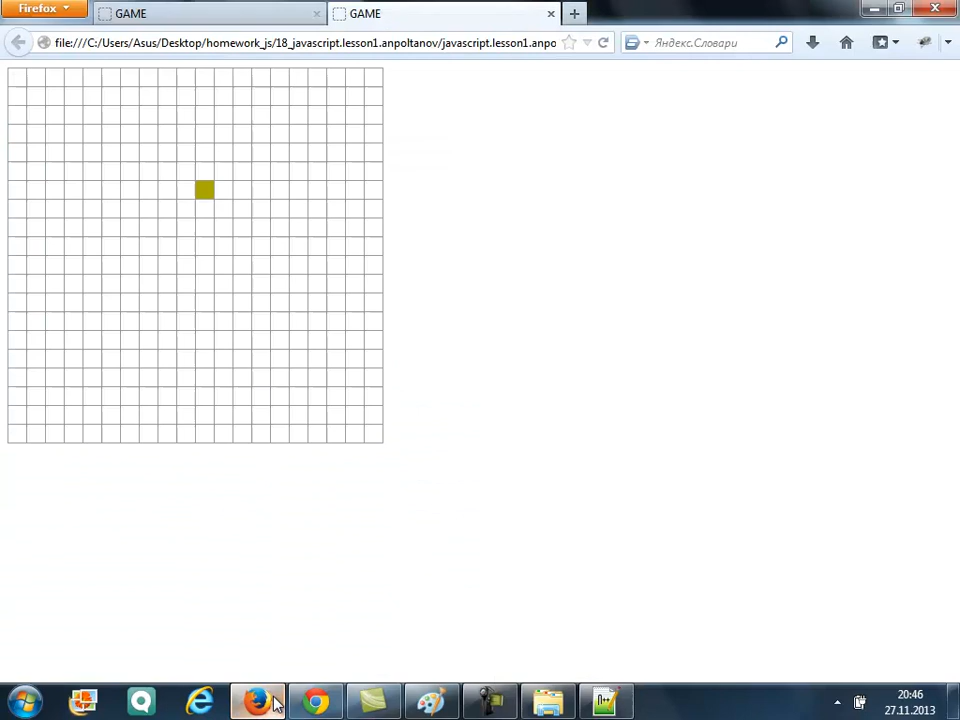 Firefox
GAME
GAME
file:///C:/Users/Asus/Desktop/homework_js/18_javascript.lesson1.anpoltanov/javascript.lesson1.anpo
Яндекс.Словари
20:46
27.11.2013